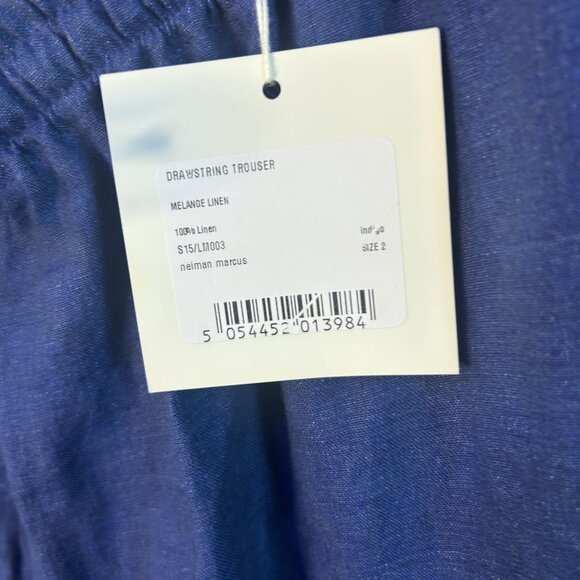 DRAWSTRING TROUSER
MELANGE LINEN
100% Linen indigo
S15/LM003 SIZE 2
neiman marcus
5 054452 013984